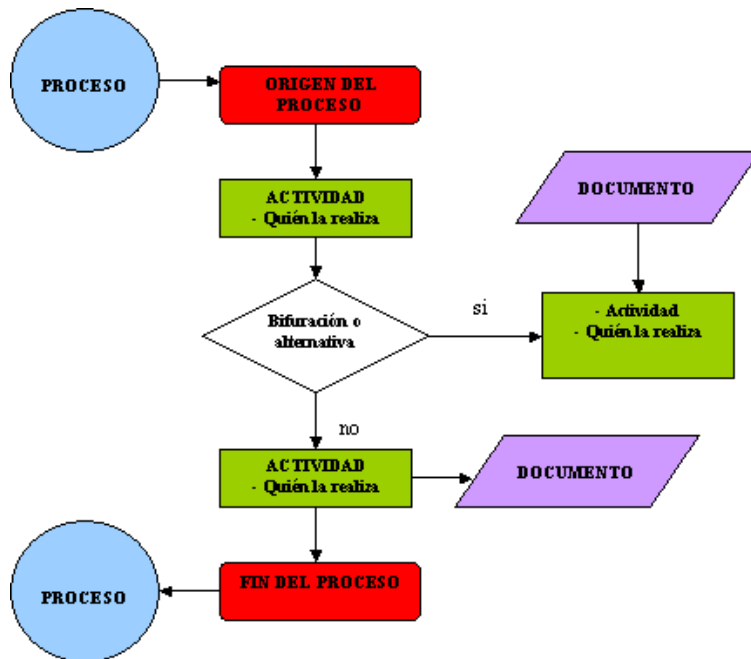 PROCESO
ORIGEN DEL
PROCESO
ACTIVIDAD
- Quién la realiza
DOCUMENTO
Bifuración o
alternativa
si
- Actividad
- Quién la realiza
no
ACTIVIDAD
- Quién la realiza
DOCUMENTO
FIN DEL PROCESO
PROCESO